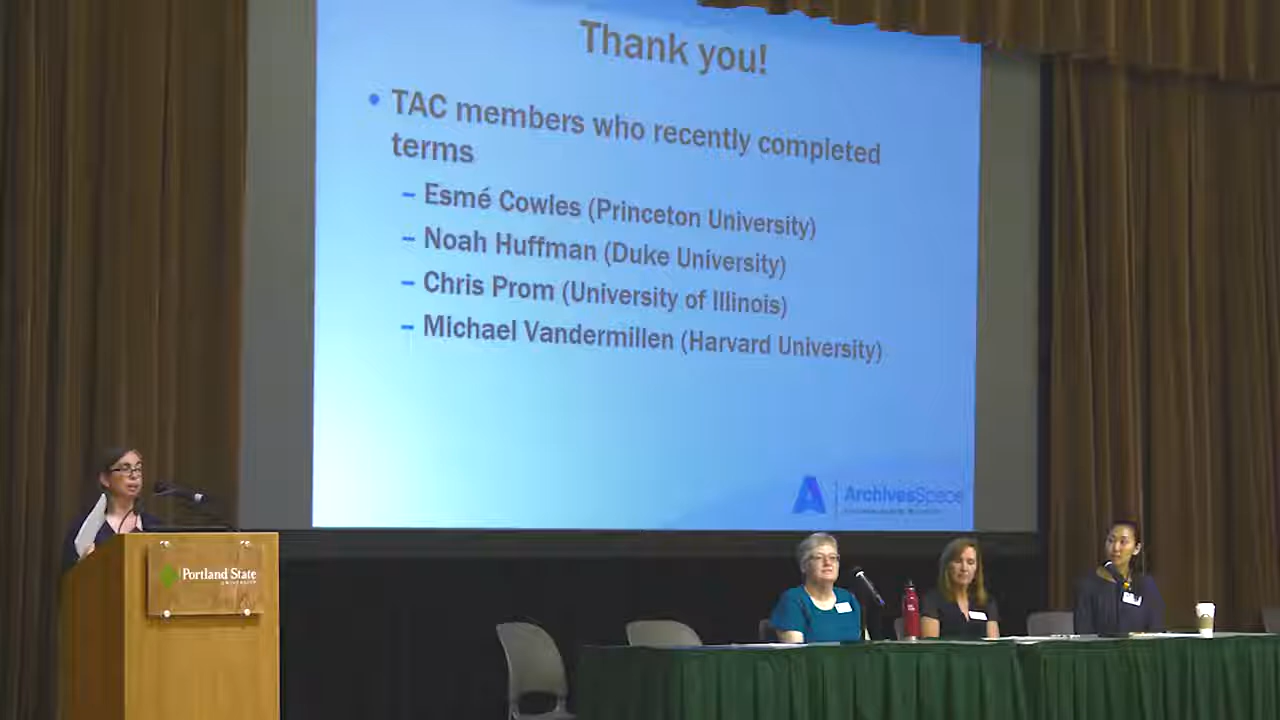 Thank you!
• TAC members who recently completed
terms
– Esmé Cowles (Princeton University)
– Noah Huffman (Duke University)
– Chris Prom (University of Illinois)
– Michael Vandermillen (Harvard University)
ArchivesSpace
Portland State
UNIVERSITY